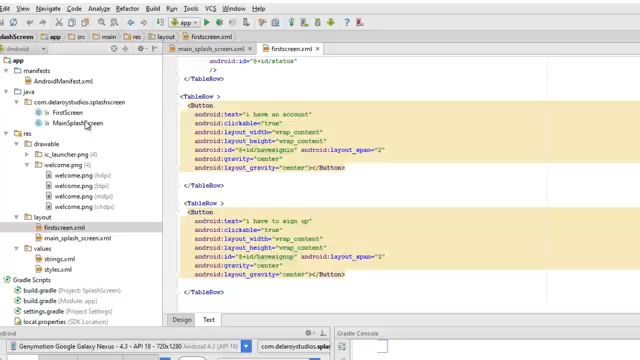 Edit View Navigate Code Analyze Refactor Build Run Tools VCS Window Help
app
SplashScreen app src main res layout firstscreen.xml
Android
main_splash_screen.xml firstscreen.xml
app
manifests
AndroidManifest.xml
java
com.delaroystudios.splashscreen
FirstScreen
MainSplashScreen
res
drawable
ic_launcher.png (4)
welcome.png (4)
welcome.png (hdpi)
welcome.png (mdpi)
welcome.png (xhdpi)
layout
firstscreen.xml
main_splash_screen.xml
values
strings.xml
styles.xml
Gradle Scripts
build.gradle (Project: SplashScreen)
build.gradle (Module: app)
settings.gradle (Project Settings)
local.properties (SDK Location)
android:id="@+id/status"
/>
</TableRow>
<TableRow >
<Button
android:text="i have an account"
android:clickable="true"
android:layout_width="wrap_content"
android:layout_height="wrap_content"
android:id="@+id/havesignin" android:layout_span="2"
android:gravity="center"
android:layout_gravity="center"></Button>
</TableRow>
<TableRow >
<Button
android:text="i have to sign up"
android:clickable="true"
android:layout_width="wrap_content"
android:layout_height="wrap_content"
android:id="@+id/havesignup" android:layout_span="2"
android:gravity="center"
android:layout_gravity="center"></Button>
</TableRow>
Design Text
Android
Gradle Console
Genymotion Google Galaxy Nexus - 4.3 - API 18 - 720x1280 Android 4.3 (API 18)
com.delaroystudios.splas